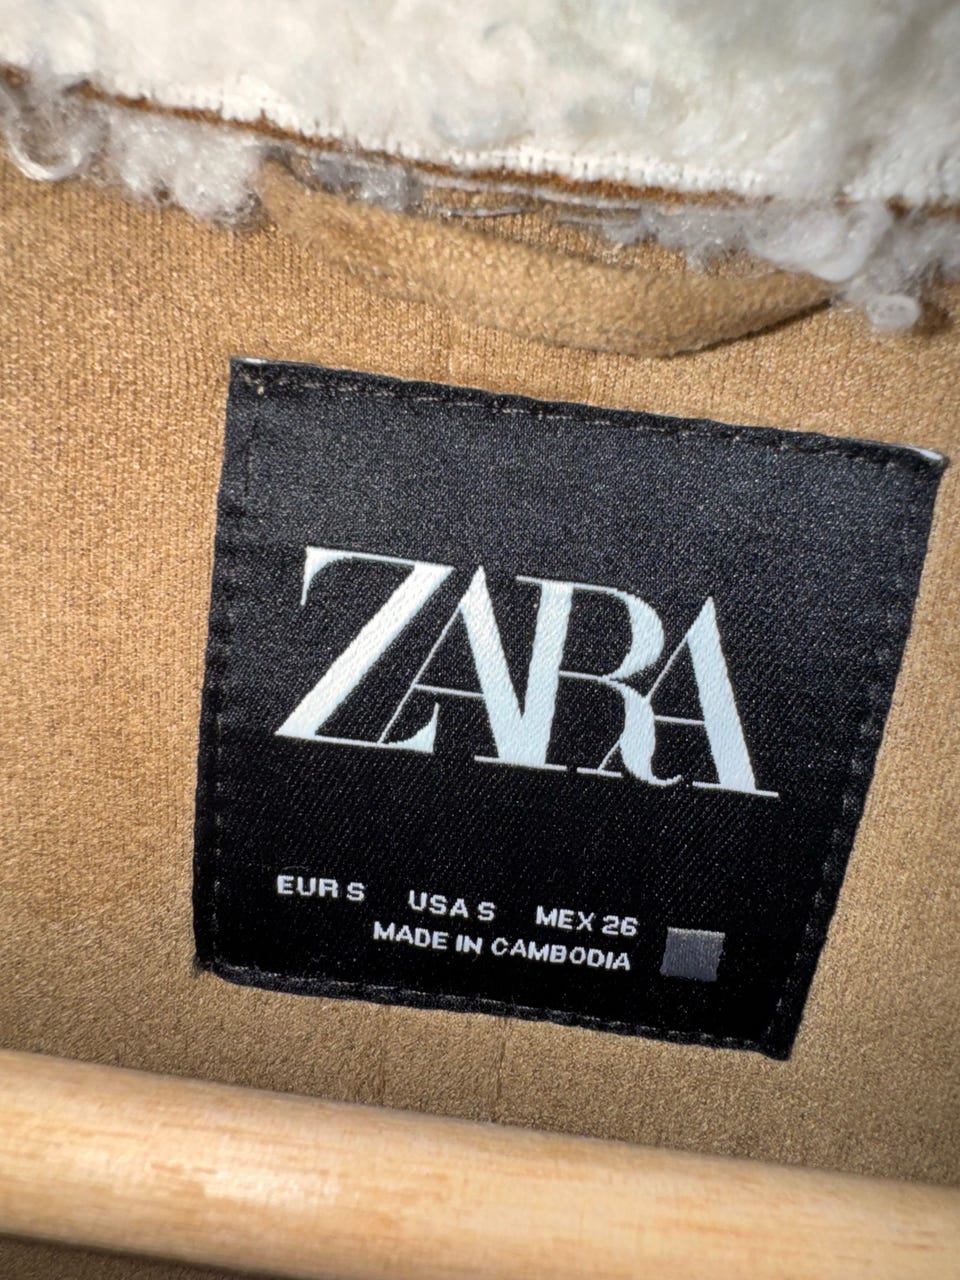 ZARA
EUR S USA S MEX 26
MADE IN CAMBODIA